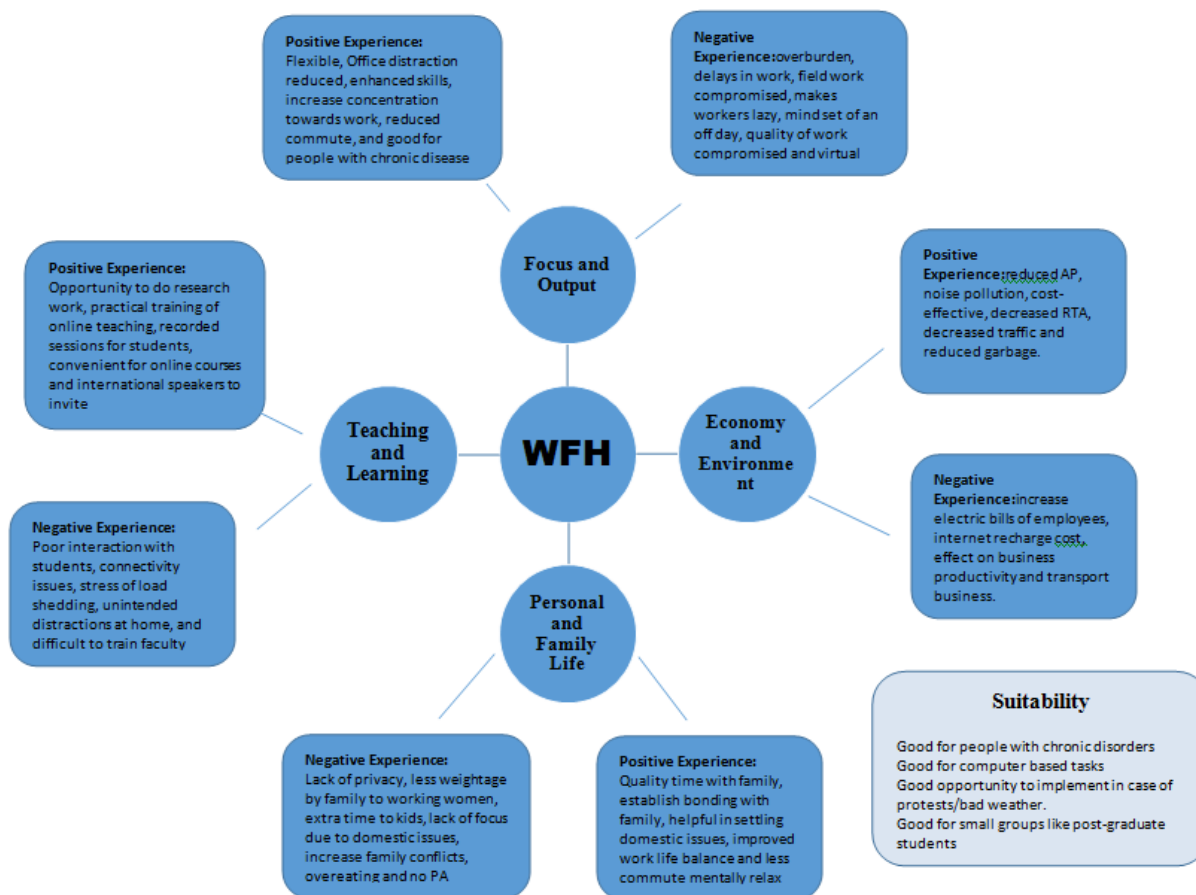 Positive Experience:
Flexible, Office distraction
reduced, enhanced skills,
increase concentration
towards work, reduced
commute, and good for
people with chronic disease
Negative
Experience:overburden,
delays in work, field work
compromised, makes
workers lazy, mind set of an
off day, quality of work
compromised and virtual
Focus and
Output
Positive Experience:
Opportunity to do research
work, practical training of
online teaching, recorded
sessions for students,
convenient for online courses
and international speakers to
invite
Positive
Experience:reduced AP,
noise pollution, cost-
effective, decreased RTA,
decreased traffic and
reduced garbage.
Teaching
and
Learning
WFH
Economy
and
Environme
nt
Negative Experience:
Poor interaction with
students, connectivity
issues, stress of load
shedding, unintended
distractions at home, and
difficult to train faculty
Negative
Experience:increase
electric bills of employees,
internet recharge cost,
effect on business
productivity and transport
business.
Personal
and
Family
Life
Negative Experience:
Lack of privacy, less weightage
by family to working women,
extra time to kids, lack of focus
due to domestic issues,
increase family conflicts,
overeating and no PA
Positive Experience:
Quality time with family,
establish bonding with
family, helpful in settling
domestic issues, improved
work life balance and less
commute mentally relax
Suitability
Good for people with chronic disorders
Good for computer based tasks
Good opportunity to implement in case of
protests/bad weather.
Good for small groups like post-graduate
students